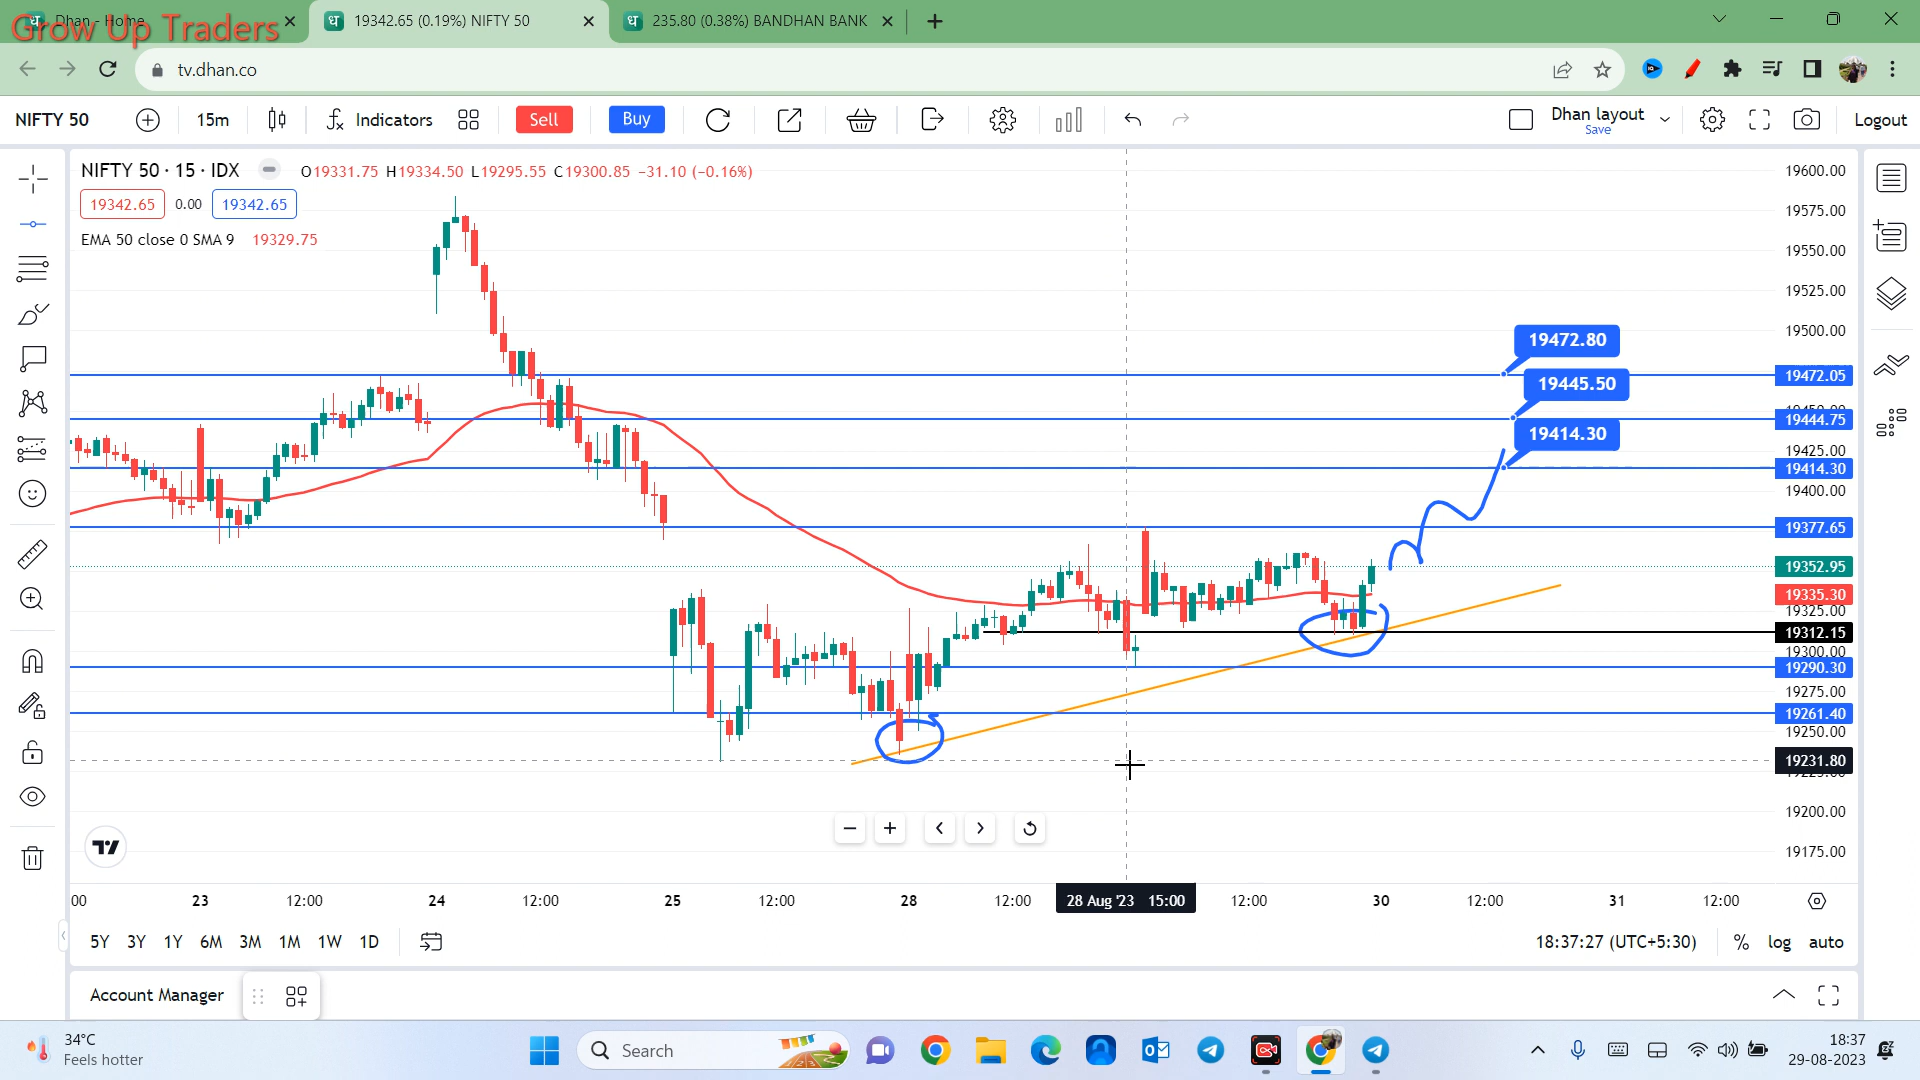 Dhan - Home
19342.65 (0.19%) NIFTY 50
235.80 (0.38%) BANDHAN BANK
Grow Up Traders
tv.dhan.co
NIFTY 50
15m
Indicators
Sell
Buy
Dhan layout
Save
Logout
NIFTY 50 · 15 · IDX
O19331.75 H19334.50 L19295.55 C19300.85 −31.10 (−0.16%)
19342.65 0.00 19342.65
EMA 50 close 0 SMA 9 19329.75
19600.00
19575.00
19550.00
19525.00
19500.00
19472.80
19472.05
19445.50
19444.75
19414.30
19425.00
19414.30
19400.00
19377.65
19352.95
19335.30
19325.00
19312.15
19300.00
19290.30
19275.00
19261.40
19250.00
19231.80
19200.00
19175.00
:00 23 12:00 24 12:00 25 12:00 28 12:00 28 Aug '23 15:00 12:00 30 12:00 31 12:00
5Y 3Y 1Y 6M 3M 1M 1W 1D
18:37:27 (UTC+5:30)
% log auto
Account Manager
34°C
Feels hotter
Search
18:37
29-08-2023